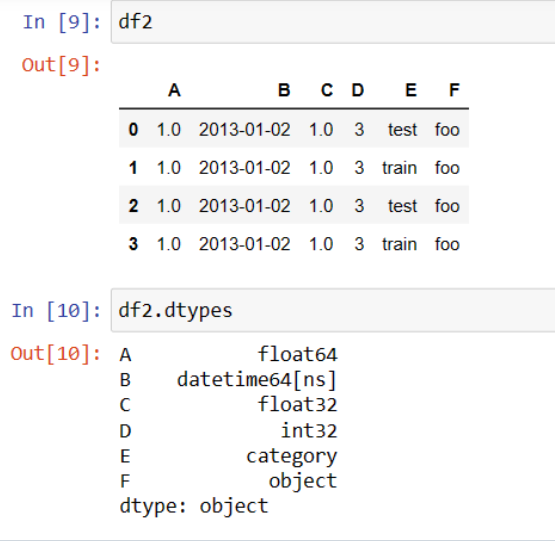 In [9]: df2
Out[9]:
A B C D E F
0 1.0 2013-01-02 1.0 3 test foo
1 1.0 2013-01-02 1.0 3 train foo
2 1.0 2013-01-02 1.0 3 test foo
3 1.0 2013-01-02 1.0 3 train foo
In [10]: df2.dtypes
Out[10]: A float64
B datetime64[ns]
C float32
D int32
E category
F object
dtype: object